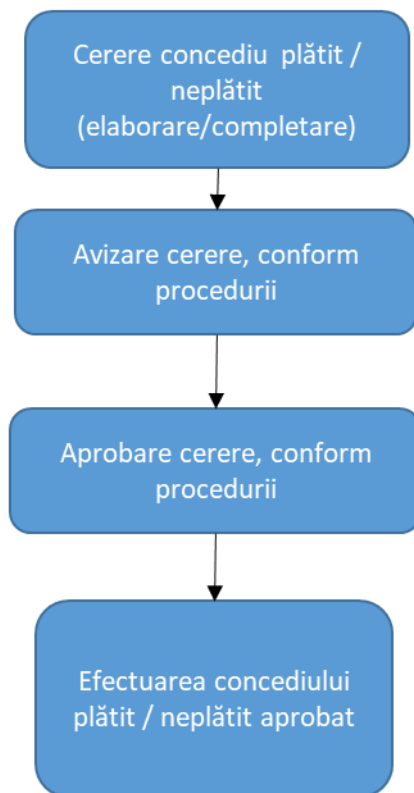 Cerere concediu plătit /
neplătit
(elaborare/completare)
Avizare cerere, conform
procedurii
Aprobare cerere, conform
procedurii
Efectuarea concediului
plătit / neplătit aprobat